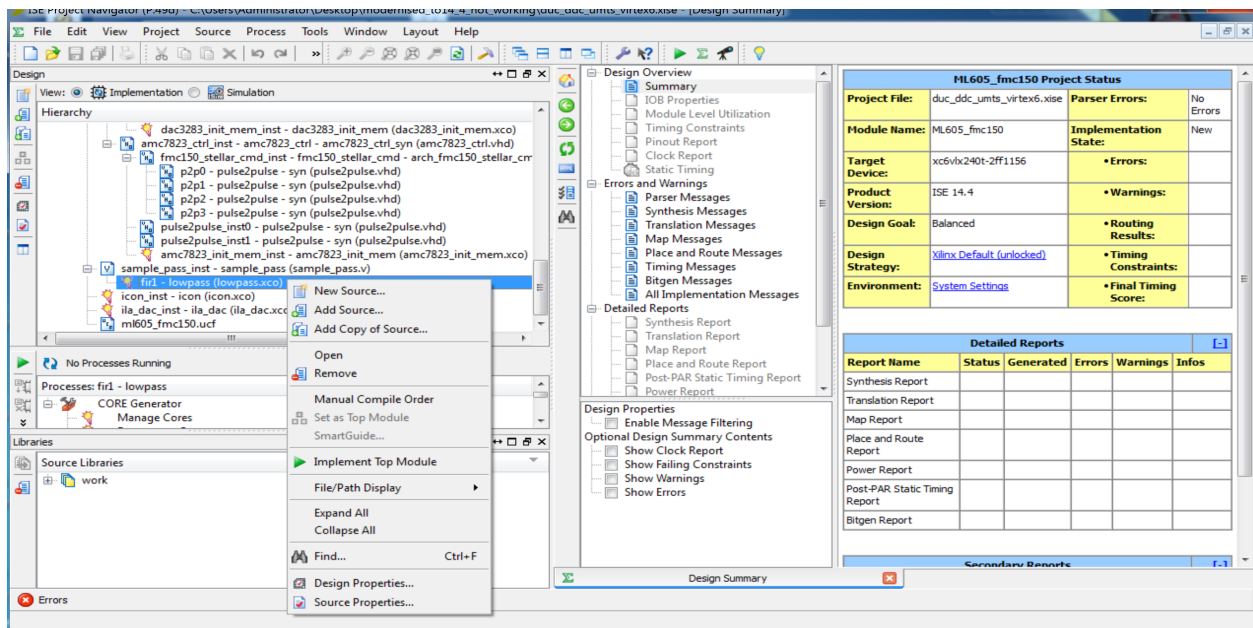 ISE Project Navigator (P.49d) - C:\Users\Administrator\Desktop\modernised_to14_4_not_working\duc_ddc_umts_virtex6.xise - [Design Summary]
File Edit View Project Source Process Tools Window Layout Help
Design
View: Implementation Simulation
Hierarchy
dac3283_init_mem_inst - dac3283_init_mem (dac3283_init_mem.xco)
amc7823_ctrl_inst - amc7823_ctrl - amc7823_ctrl_syn (amc7823_ctrl.vhd)
fmc150_stellar_cmd_inst - fmc150_stellar_cmd - arch_fmc150_stellar_cm
p2p0 - pulse2pulse - syn (pulse2pulse.vhd)
p2p1 - pulse2pulse - syn (pulse2pulse.vhd)
p2p2 - pulse2pulse - syn (pulse2pulse.vhd)
p2p3 - pulse2pulse - syn (pulse2pulse.vhd)
pulse2pulse_inst0 - pulse2pulse - syn (pulse2pulse.vhd)
pulse2pulse_inst1 - pulse2pulse - syn (pulse2pulse.vhd)
amc7823_init_mem_inst - amc7823_init_mem (amc7823_init_mem.xco)
sample_pass_inst - sample_pass (sample_pass.v)
fir1 - lowpass (lowpass.xco)
icon_inst - icon (icon.xco)
ila_dac_inst - ila_dac (ila_dac.xco
ml605_fmc150.ucf
No Processes Running
Processes: fir1 - lowpass
CORE Generator
Manage Cores
Libraries
Source Libraries
work
Errors
New Source...
Add Source...
Add Copy of Source...
Open
Remove
Manual Compile Order
Set as Top Module
SmartGuide...
Implement Top Module
File/Path Display
Expand All
Collapse All
Find... Ctrl+F
Design Properties...
Source Properties...
Design Overview
Summary
IOB Properties
Module Level Utilization
Timing Constraints
Pinout Report
Clock Report
Static Timing
Errors and Warnings
Parser Messages
Synthesis Messages
Translation Messages
Map Messages
Place and Route Messages
Timing Messages
Bitgen Messages
All Implementation Messages
Detailed Reports
Synthesis Report
Translation Report
Map Report
Place and Route Report
Post-PAR Static Timing Report
Power Report
Design Properties
Enable Message Filtering
Optional Design Summary Contents
Show Clock Report
Show Failing Constraints
Show Warnings
Show Errors
Design Summary
ML605_fmc150 Project Status
Project File: duc_ddc_umts_virtex6.xise Parser Errors: No
Errors
Module Name: ML605_fmc150 Implementation New
State:
Target xc6vlx240t-2ff1156 •Errors:
Device:
Product ISE 14.4 •Warnings:
Version:
Design Goal: Balanced •Routing
Results:
Design Xilinx Default (unlocked) •Timing
Strategy: Constraints:
Environment: System Settings •Final Timing
Score:
Detailed Reports [-]
Report Name Status Generated Errors Warnings Infos
Synthesis Report
Translation Report
Map Report
Place and Route
Report
Power Report
Post-PAR Static Timing
Report
Bitgen Report
Secondary Reports [-]